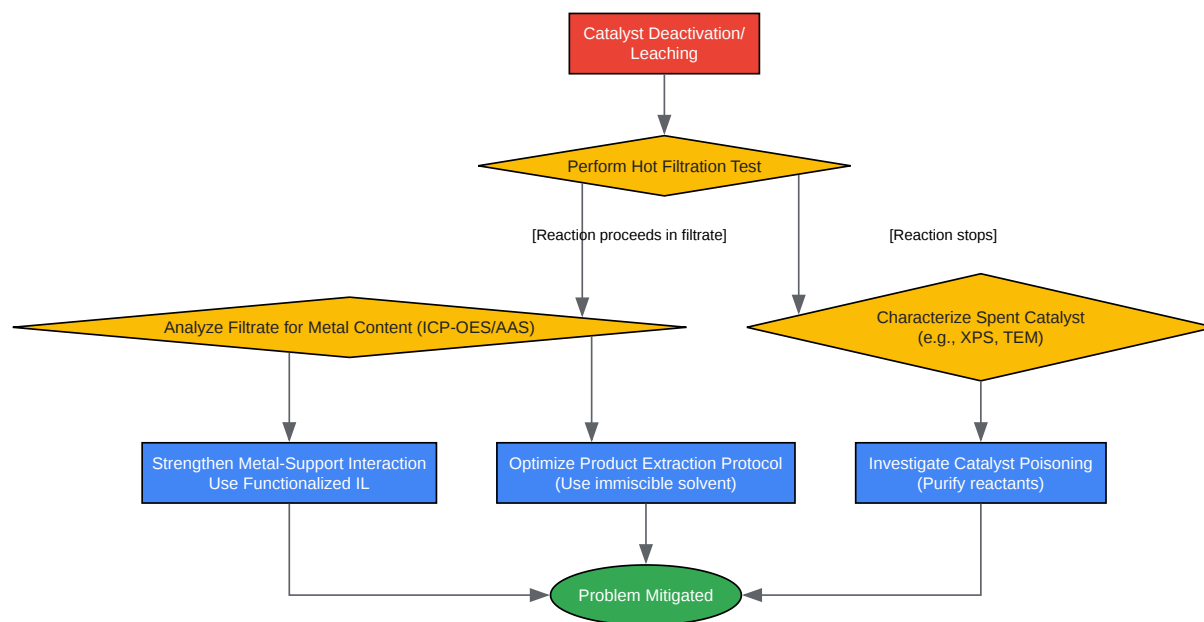 Catalyst Deactivation/
Leaching
Perform Hot Filtration Test
[Reaction proceeds in filtrate]
[Reaction stops]
Analyze Filtrate for Metal Content (ICP-OES/AAS)
Characterize Spent Catalyst
(e.g., XPS, TEM)
Strengthen Metal-Support Interaction
Use Functionalized IL
Optimize Product Extraction Protocol
(Use immiscible solvent)
Investigate Catalyst Poisoning
(Purify reactants)
Problem Mitigated